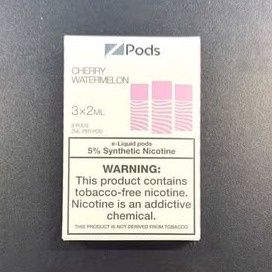 ZPods
CHERRY
WATERMELON
3×2ML
3 PODS
2ML PER POD
e-Liquid pods
5% Synthetic Nicotine
WARNING:
This product contains
tobacco-free nicotine.
Nicotine is an addictive
chemical.
THIS PRODUCT IS NOT DERIVED FROM TOBACCO